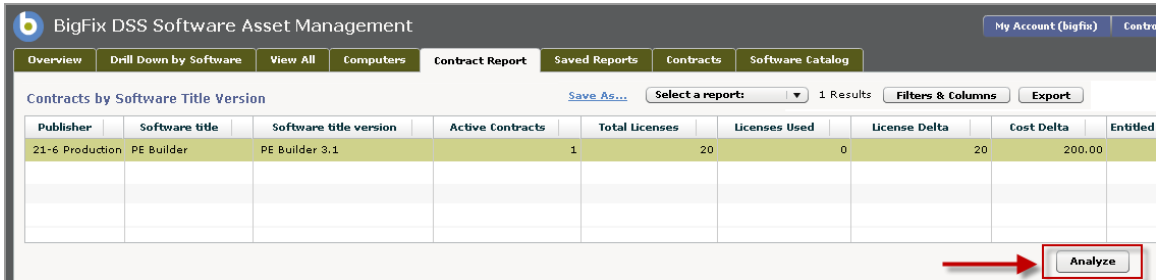 b BigFix DSS Software Asset Management My Account (bigfix) Contro
Overview Drill Down by Software View All Computers Contract Report Saved Reports Contracts Software Catalog
Contracts by Software Title Version Save As... Select a report: 1 Results Filters & Columns Export
Publisher Software title Software title version Active Contracts Total Licenses Licenses Used License Delta Cost Delta Entitled
21-6 Production PE Builder PE Builder 3.1 1 20 0 20 200.00
Analyze